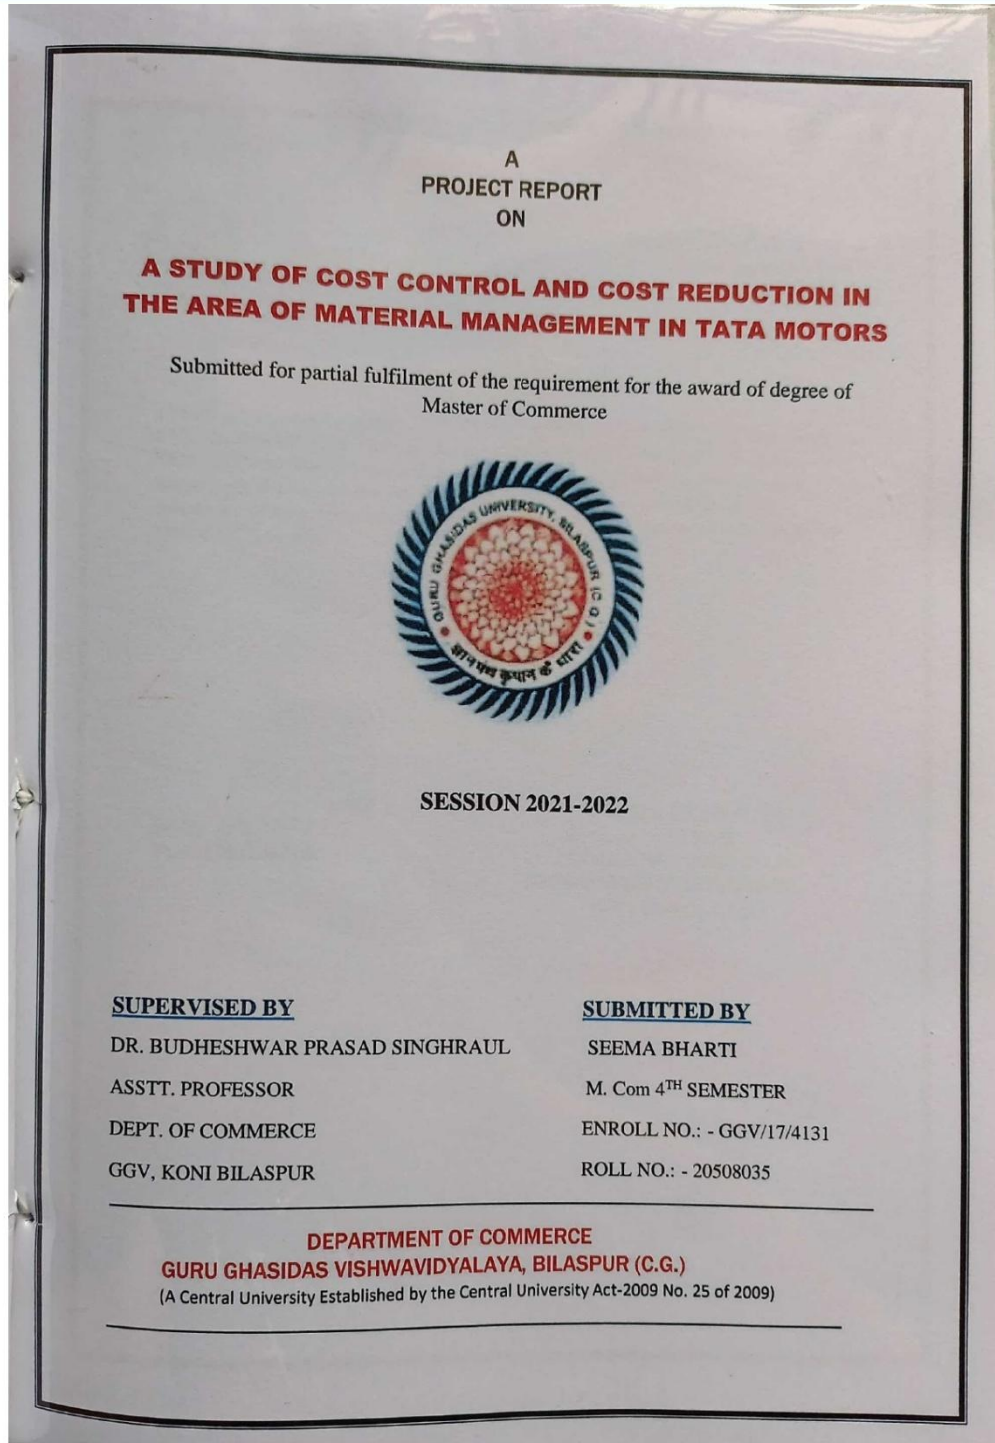 A
PROJECT REPORT
ON
A STUDY OF COST CONTROL AND COST REDUCTION IN
THE AREA OF MATERIAL MANAGEMENT IN TATA MOTORS
Submitted for partial fulfilment of the requirement for the award of degree of
Master of Commerce
GURU GHASIDAS UNIVERSITY, BILASPUR (C G )
SESSION 2021-2022
SUPERVISED BY
DR. BUDHESHWAR PRASAD SINGHRAUL
ASSTT. PROFESSOR
DEPT. OF COMMERCE
GGV, KONI BILASPUR
SUBMITTED BY
SEEMA BHARTI
M. Com 4TH SEMESTER
ENROLL NO.: - GGV/17/4131
ROLL NO.: - 20508035
DEPARTMENT OF COMMERCE
GURU GHASIDAS VISHWAVIDYALAYA, BILASPUR (C.G.)
(A Central University Established by the Central University Act-2009 No. 25 of 2009)